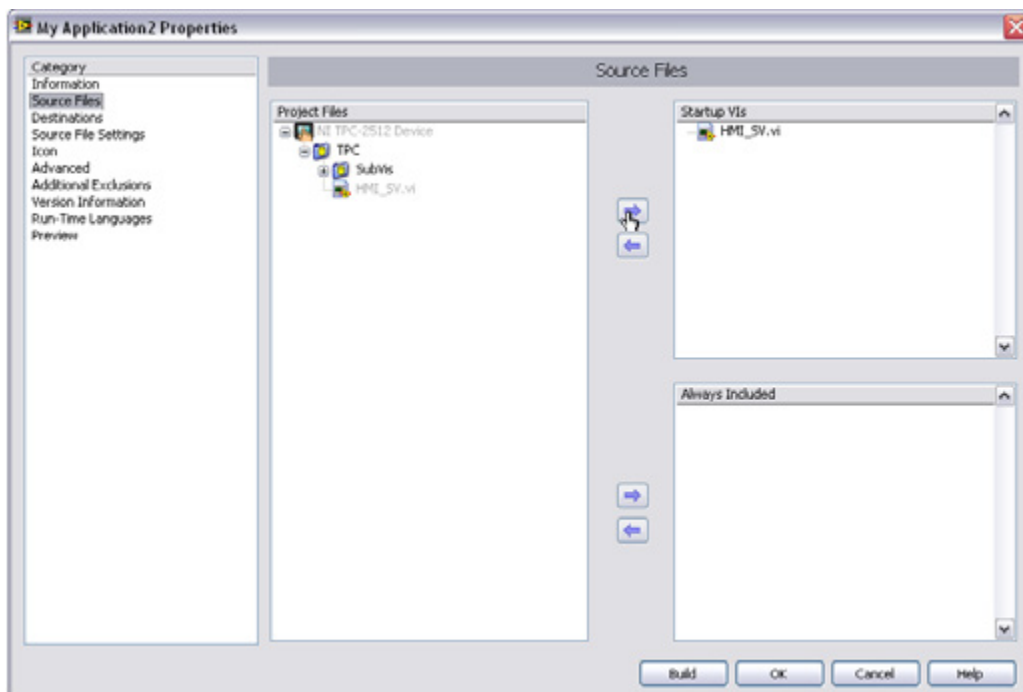 My Application2 Properties
Category
Information
Source Files
Destinations
Source File Settings
Icon
Advanced
Additional Exclusions
Version Information
Run-Time Languages
Preview
Source Files
Project Files
NI TPC-2512 Device
TPC
SubVIs
HMI_SV.vi
Startup VIs
HMI_SV.vi
Always Included
Build
OK
Cancel
Help